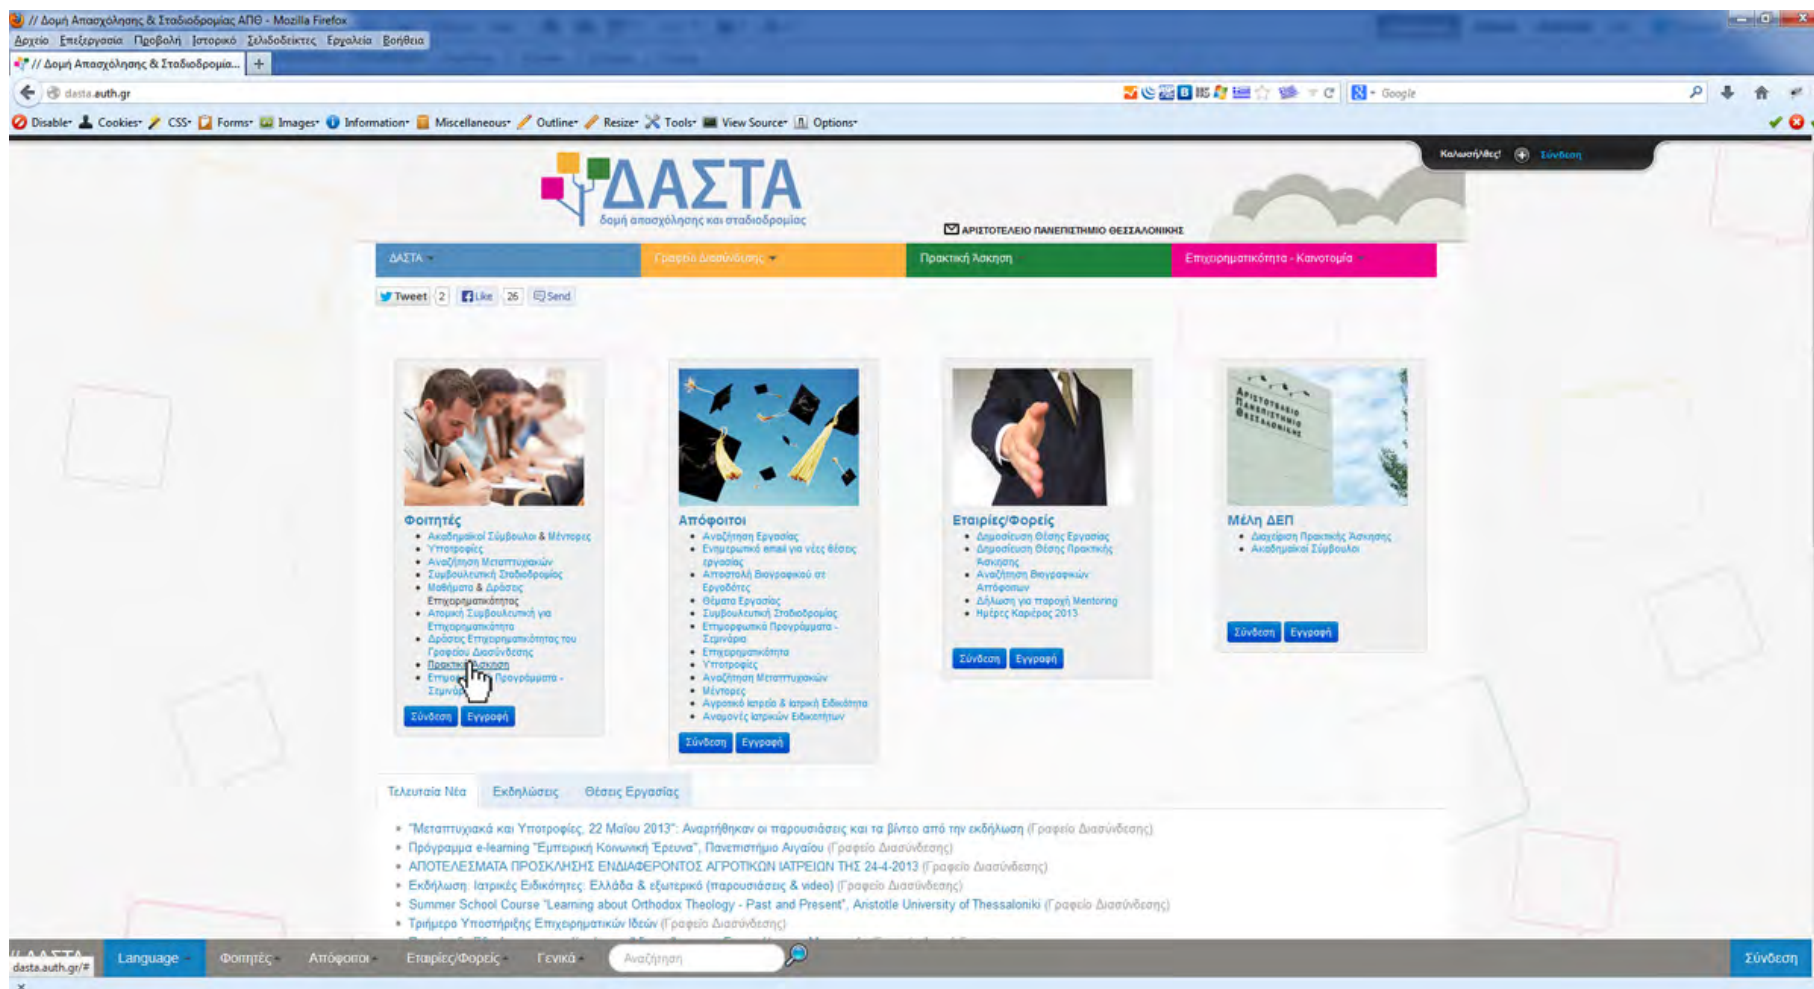 // Δομή Απασχόλησης & Σταδιοδρομίας ΑΠΘ - Mozilla Firefox
Αρχείο Επεξεργασία Προβολή Ιστορικό Σελιδοδείκτες Εργαλεία Βοήθεια
// Δομή Απασχόλησης & Σταδιοδρομία... +
dasta.auth.gr
Google
Disable Cookies CSS Forms Images Information Miscellaneous Outline Resize Tools View Source Options
Καλωσήλθες! Σύνδεση
ΔΑΣΤΑ
δομή απασχόλησης και σταδιοδρομίας
ΑΡΙΣΤΟΤΕΛΕΙΟ ΠΑΝΕΠΙΣΤΗΜΙΟ ΘΕΣΣΑΛΟΝΙΚΗΣ
ΔΑΣΤΑ Γραφείο Διασύνδεσης Πρακτική Άσκηση Επιχειρηματικότητα - Καινοτομία
Tweet 2 Like 26 Send
Φοιτητές
Ακαδημαϊκοί Σύμβουλοι & Μέντορες
Υποτροφίες
Αναζήτηση Μεταπτυχιακών
Συμβουλευτική Σταδιοδρομίας
Μαθήματα & Δράσεις
Επιχειρηματικότητας
Ατομική Συμβουλευτική για
Επιχειρηματικότητα
Δράσεις Επιχειρηματικότητας του
Γραφείου Διασύνδεσης
Πρακτική Άσκηση
Προγράμματα -
Σύνδεση Εγγραφή
Απόφοιτοι
Αναζήτηση Εργασίας
Ενημερωτικό email για νέες θέσεις
εργασίας
Αποστολή Βιογραφικού σε
Εργοδότες
Θέματα Εργασίας
Συμβουλευτική Σταδιοδρομίας
Επιμορφωτικά Προγράμματα -
Σεμινάρια
Επιχειρηματικότητα
Υποτροφίες
Αναζήτηση Μεταπτυχιακών
Μέντορες
Αγροτικό Ιατρείο & Ιατρική Ειδικότητα
Αναμονές Ιατρικών Ειδικοτήτων
Σύνδεση Εγγραφή
Εταιρίες/Φορείς
Δημοσίευση Θέσης Εργασίας
Δημοσίευση Θέσης Πρακτικής
Άσκησης
Αναζήτηση Βιογραφικών
Αποφοίτων
Δήλωση για παροχή Mentoring
Ημέρες Καριέρας 2013
Σύνδεση Εγγραφή
ΑΡΙΣΤΟΤΕΛΕΙΟ
ΠΑΝΕΠΙΣΤΗΜΙΟ
ΘΕΣΣΑΛΟΝΙΚΗΣ
Μέλη ΔΕΠ
Διαχείριση Πρακτικής Άσκησης
Ακαδημαϊκοί Σύμβουλοι
Σύνδεση Εγγραφή
Τελευταία Νέα Εκδηλώσεις Θέσεις Εργασίας
"Μεταπτυχιακά και Υποτροφίες, 22 Μαΐου 2013": Αναρτήθηκαν οι παρουσιάσεις και τα βίντεο από την εκδήλωση (Γραφείο Διασύνδεσης)
Πρόγραμμα e-learning "Εμπειρική Κοινωνική Έρευνα", Πανεπιστήμιο Αιγαίου (Γραφείο Διασύνδεσης)
ΑΠΟΤΕΛΕΣΜΑΤΑ ΠΡΟΣΚΛΗΣΗΣ ΕΝΔΙΑΦΕΡΟΝΤΟΣ ΑΓΡΟΤΙΚΩΝ ΙΑΤΡΕΙΩΝ ΤΗΣ 24-4-2013 (Γραφείο Διασύνδεσης)
Εκδήλωση: Ιατρικές Ειδικότητες: Ελλάδα & εξωτερικό (παρουσιάσεις & video) (Γραφείο Διασύνδεσης)
Summer School Course "Learning about Orthodox Theology - Past and Present", Aristotle University of Thessaloniki (Γραφείο Διασύνδεσης)
Τριήμερο Υποστήριξης Επιχειρηματικών Ιδεών (Γραφείο Διασύνδεσης)
// ΔΑΣΤΑ Language Φοιτητές Απόφοιτοι Εταιρίες/Φορείς Γενικά Αναζήτηση Σύνδεση
dasta.auth.gr/#